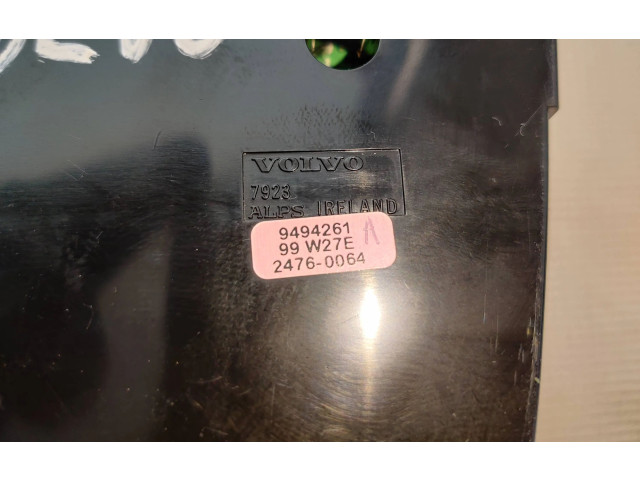 VOLVO
7923
ALPS IRELAND
9494261 A
99 W27E
2476-0064